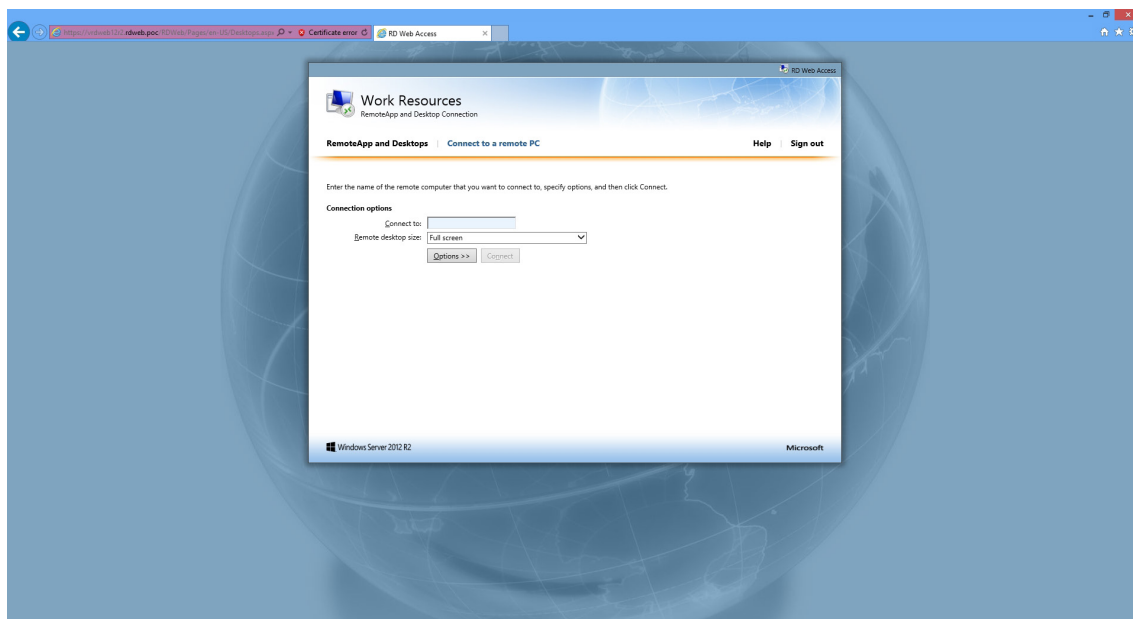 https://vrdweb12r2.rdweb.poc/RDWeb/Pages/en-US/Desktops.aspx Certificate error RD Web Access
RD Web Access
Work Resources
RemoteApp and Desktop Connection
RemoteApp and Desktops Connect to a remote PC Help Sign out
Enter the name of the remote computer that you want to connect to, specify options, and then click Connect.
Connection options
Connect to:
Remote desktop size: Full screen
Options >> Connect
Windows Server 2012 R2 Microsoft